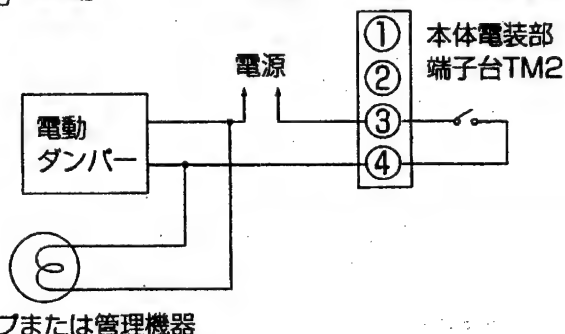 ①
②
③
④
本体電装部
端子台TM2
電源
電動
ダンパー
プまたは管理機器